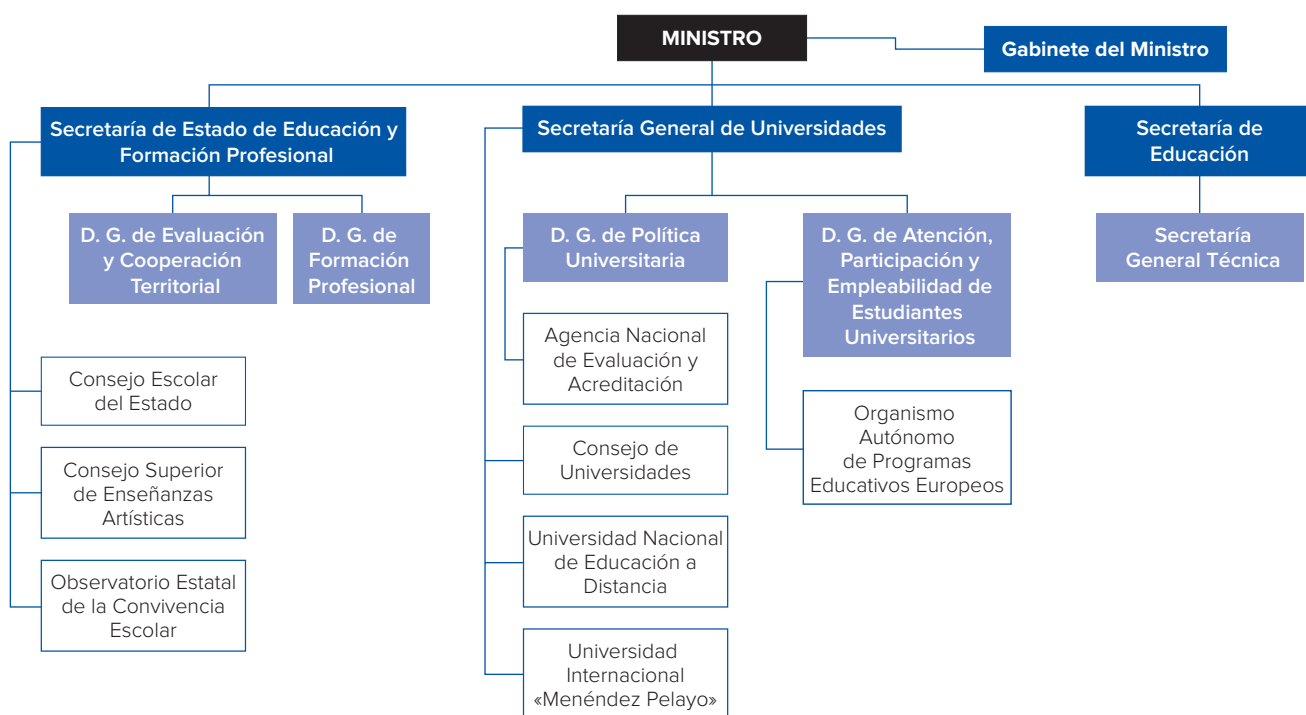 MINISTRO
Gabinete del Ministro
Secretaría de Estado de Educación y
Formación Profesional
Secretaría General de Universidades
Secretaría de
Educación
D. G. de Evaluación
y Cooperación
Territorial
D. G. de
Formación
Profesional
D. G. de Política
Universitaria
D. G. de Atención,
Participación y
Empleabilidad de
Estudiantes
Universitarios
Secretaría
General Técnica
Consejo Escolar
del Estado
Consejo Superior
de Enseñanzas
Artísticas
Observatorio Estatal
de la Convivencia
Escolar
Agencia Nacional
de Evaluación y
Acreditación
Consejo de
Universidades
Universidad Nacional
de Educación a
Distancia
Universidad
Internacional
«Menéndez Pelayo»
Organismo
Autónomo
de Programas
Educativos Europeos